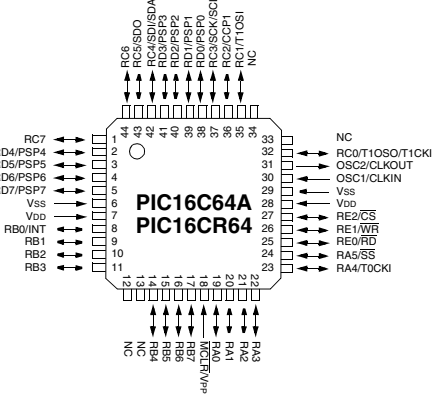 RC6
RC5/SDO
RC4/SDI/SDA
RD3/PSP3
RD2/PSP2
RD1/PSP1
RD0/PSP0
RC3/SCK/SCL
RC2/CCP1
RC1/T1OSI
NC
44
43
42
41
40
39
38
37
36
35
34
RC7 1
RD4/PSP4 2
RD5/PSP5 3
RD6/PSP6 4
RD7/PSP7 5
VSS 6
VDD 7
RB0/INT 8
RB1 9
RB2 10
RB3 11
PIC16C64A
PIC16CR64
33 NC
32 RC0/T1OSO/T1CKI
31 OSC2/CLKOUT
30 OSC1/CLKIN
29 VSS
28 VDD
27 RE2/CS
26 RE1/WR
25 RE0/RD
24 RA5/SS
23 RA4/T0CKI
12
13
14
15
16
17
18
19
20
21
22
NC
NC
RB4
RB5
RB6
RB7
MCLR/VPP
RA0
RA1
RA2
RA3